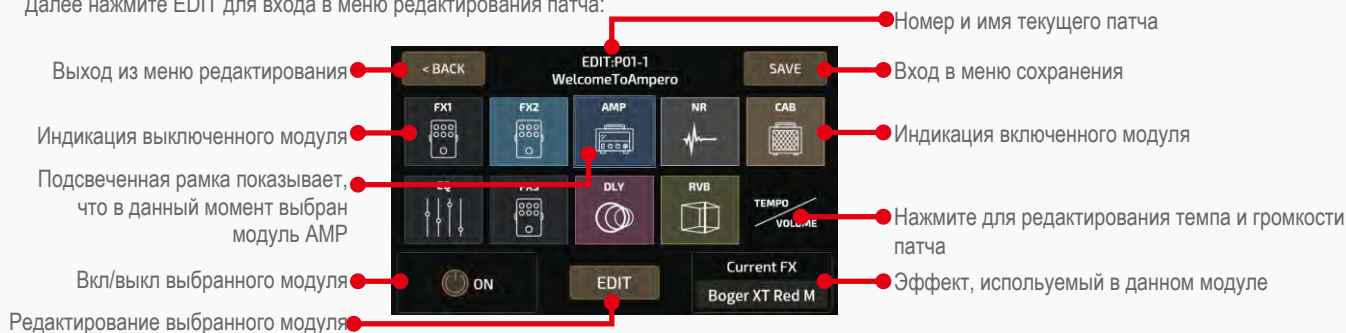 Далее нажмите EDIT для входа в меню редактирования патча:
Номер и имя текущего патча
Выход из меню редактирования
< BACK
EDIT:P01-1
WelcomeToAmpero
SAVE
Вход в меню сохранения
FX1
FX2
AMP
NR
CAB
Индикация выключенного модуля
Индикация включенного модуля
Подсвеченная рамка показывает,
что в данный момент выбран
модуль AMP
EQ
FX3
DLY
RVB
TEMPO
VOLUME
Нажмите для редактирования темпа и громкости
патча
Вкл/выкл выбранного модуля
ON
EDIT
Current FX
Boger XT Red M
Эффект, испольуемый в данном модуле
Редактирование выбранного модуля